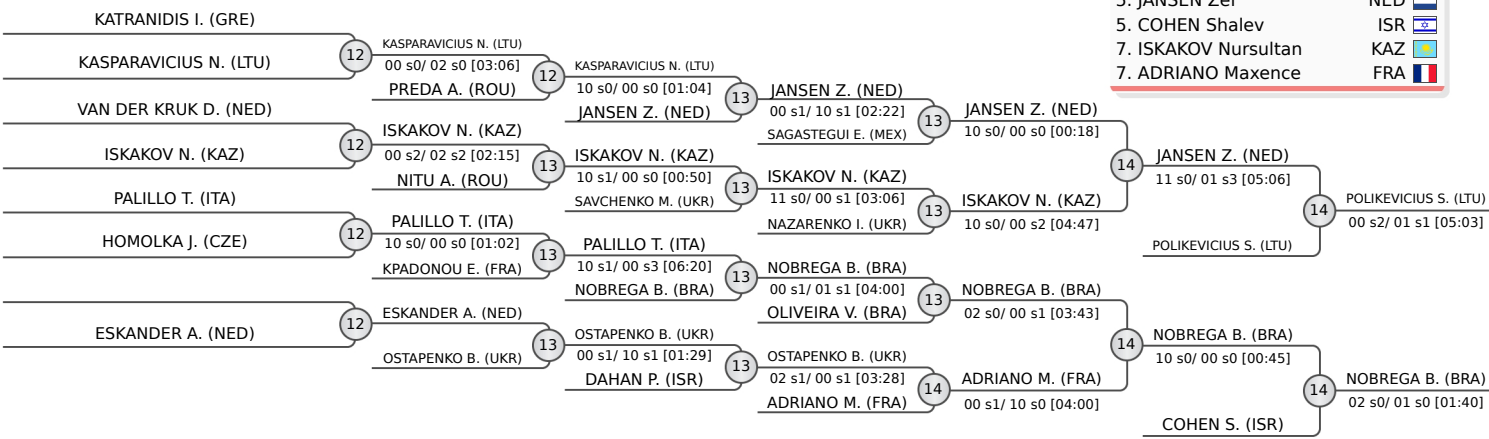 KATRANIDIS I. (GRE)
KASPARAVICIUS N. (LTU)
VAN DER KRUK D. (NED)
ISKAKOV N. (KAZ)
PALILLO T. (ITA)
HOMOLKA J. (CZE)
ESKANDER A. (NED)
12
12
12
12
KASPARAVICIUS N. (LTU)
00 s0/ 02 s0 [03:06]
PREDA A. (ROU)
ISKAKOV N. (KAZ)
00 s2/ 02 s2 [02:15]
NITU A. (ROU)
PALILLO T. (ITA)
10 s0/ 00 s0 [01:02]
KPADONOU E. (FRA)
ESKANDER A. (NED)
OSTAPENKO B. (UKR)
12
13
13
13
KASPARAVICIUS N. (LTU)
10 s0/ 00 s0 [01:04]
JANSEN Z. (NED)
ISKAKOV N. (KAZ)
10 s1/ 00 s0 [00:50]
SAVCHENKO M. (UKR)
PALILLO T. (ITA)
10 s1/ 00 s3 [06:20]
NOBREGA B. (BRA)
OSTAPENKO B. (UKR)
00 s1/ 10 s1 [01:29]
DAHAN P. (ISR)
13
13
13
13
JANSEN Z. (NED)
00 s1/ 10 s1 [02:22]
SAGASTEGUI E. (MEX)
ISKAKOV N. (KAZ)
11 s0/ 00 s1 [03:06]
NAZARENKO I. (UKR)
NOBREGA B. (BRA)
00 s1/ 01 s1 [04:00]
OLIVEIRA V. (BRA)
OSTAPENKO B. (UKR)
02 s1/ 00 s1 [03:28]
ADRIANO M. (FRA)
13
13
13
14
JANSEN Z. (NED)
10 s0/ 00 s0 [00:18]
ISKAKOV N. (KAZ)
10 s0/ 00 s2 [04:47]
NOBREGA B. (BRA)
02 s0/ 00 s1 [03:43]
ADRIANO M. (FRA)
00 s1/ 10 s0 [04:00]
14
14
JANSEN Z. (NED)
11 s0/ 01 s3 [05:06]
POLIKEVICIUS S. (LTU)
NOBREGA B. (BRA)
10 s0/ 00 s0 [00:45]
COHEN S. (ISR)
14
14
POLIKEVICIUS S. (LTU)
00 s2/ 01 s1 [05:03]
NOBREGA B. (BRA)
02 s0/ 01 s0 [01:40]
5. JANSEN Zef NED
5. COHEN Shalev ISR
7. ISKAKOV Nursultan KAZ
7. ADRIANO Maxence FRA